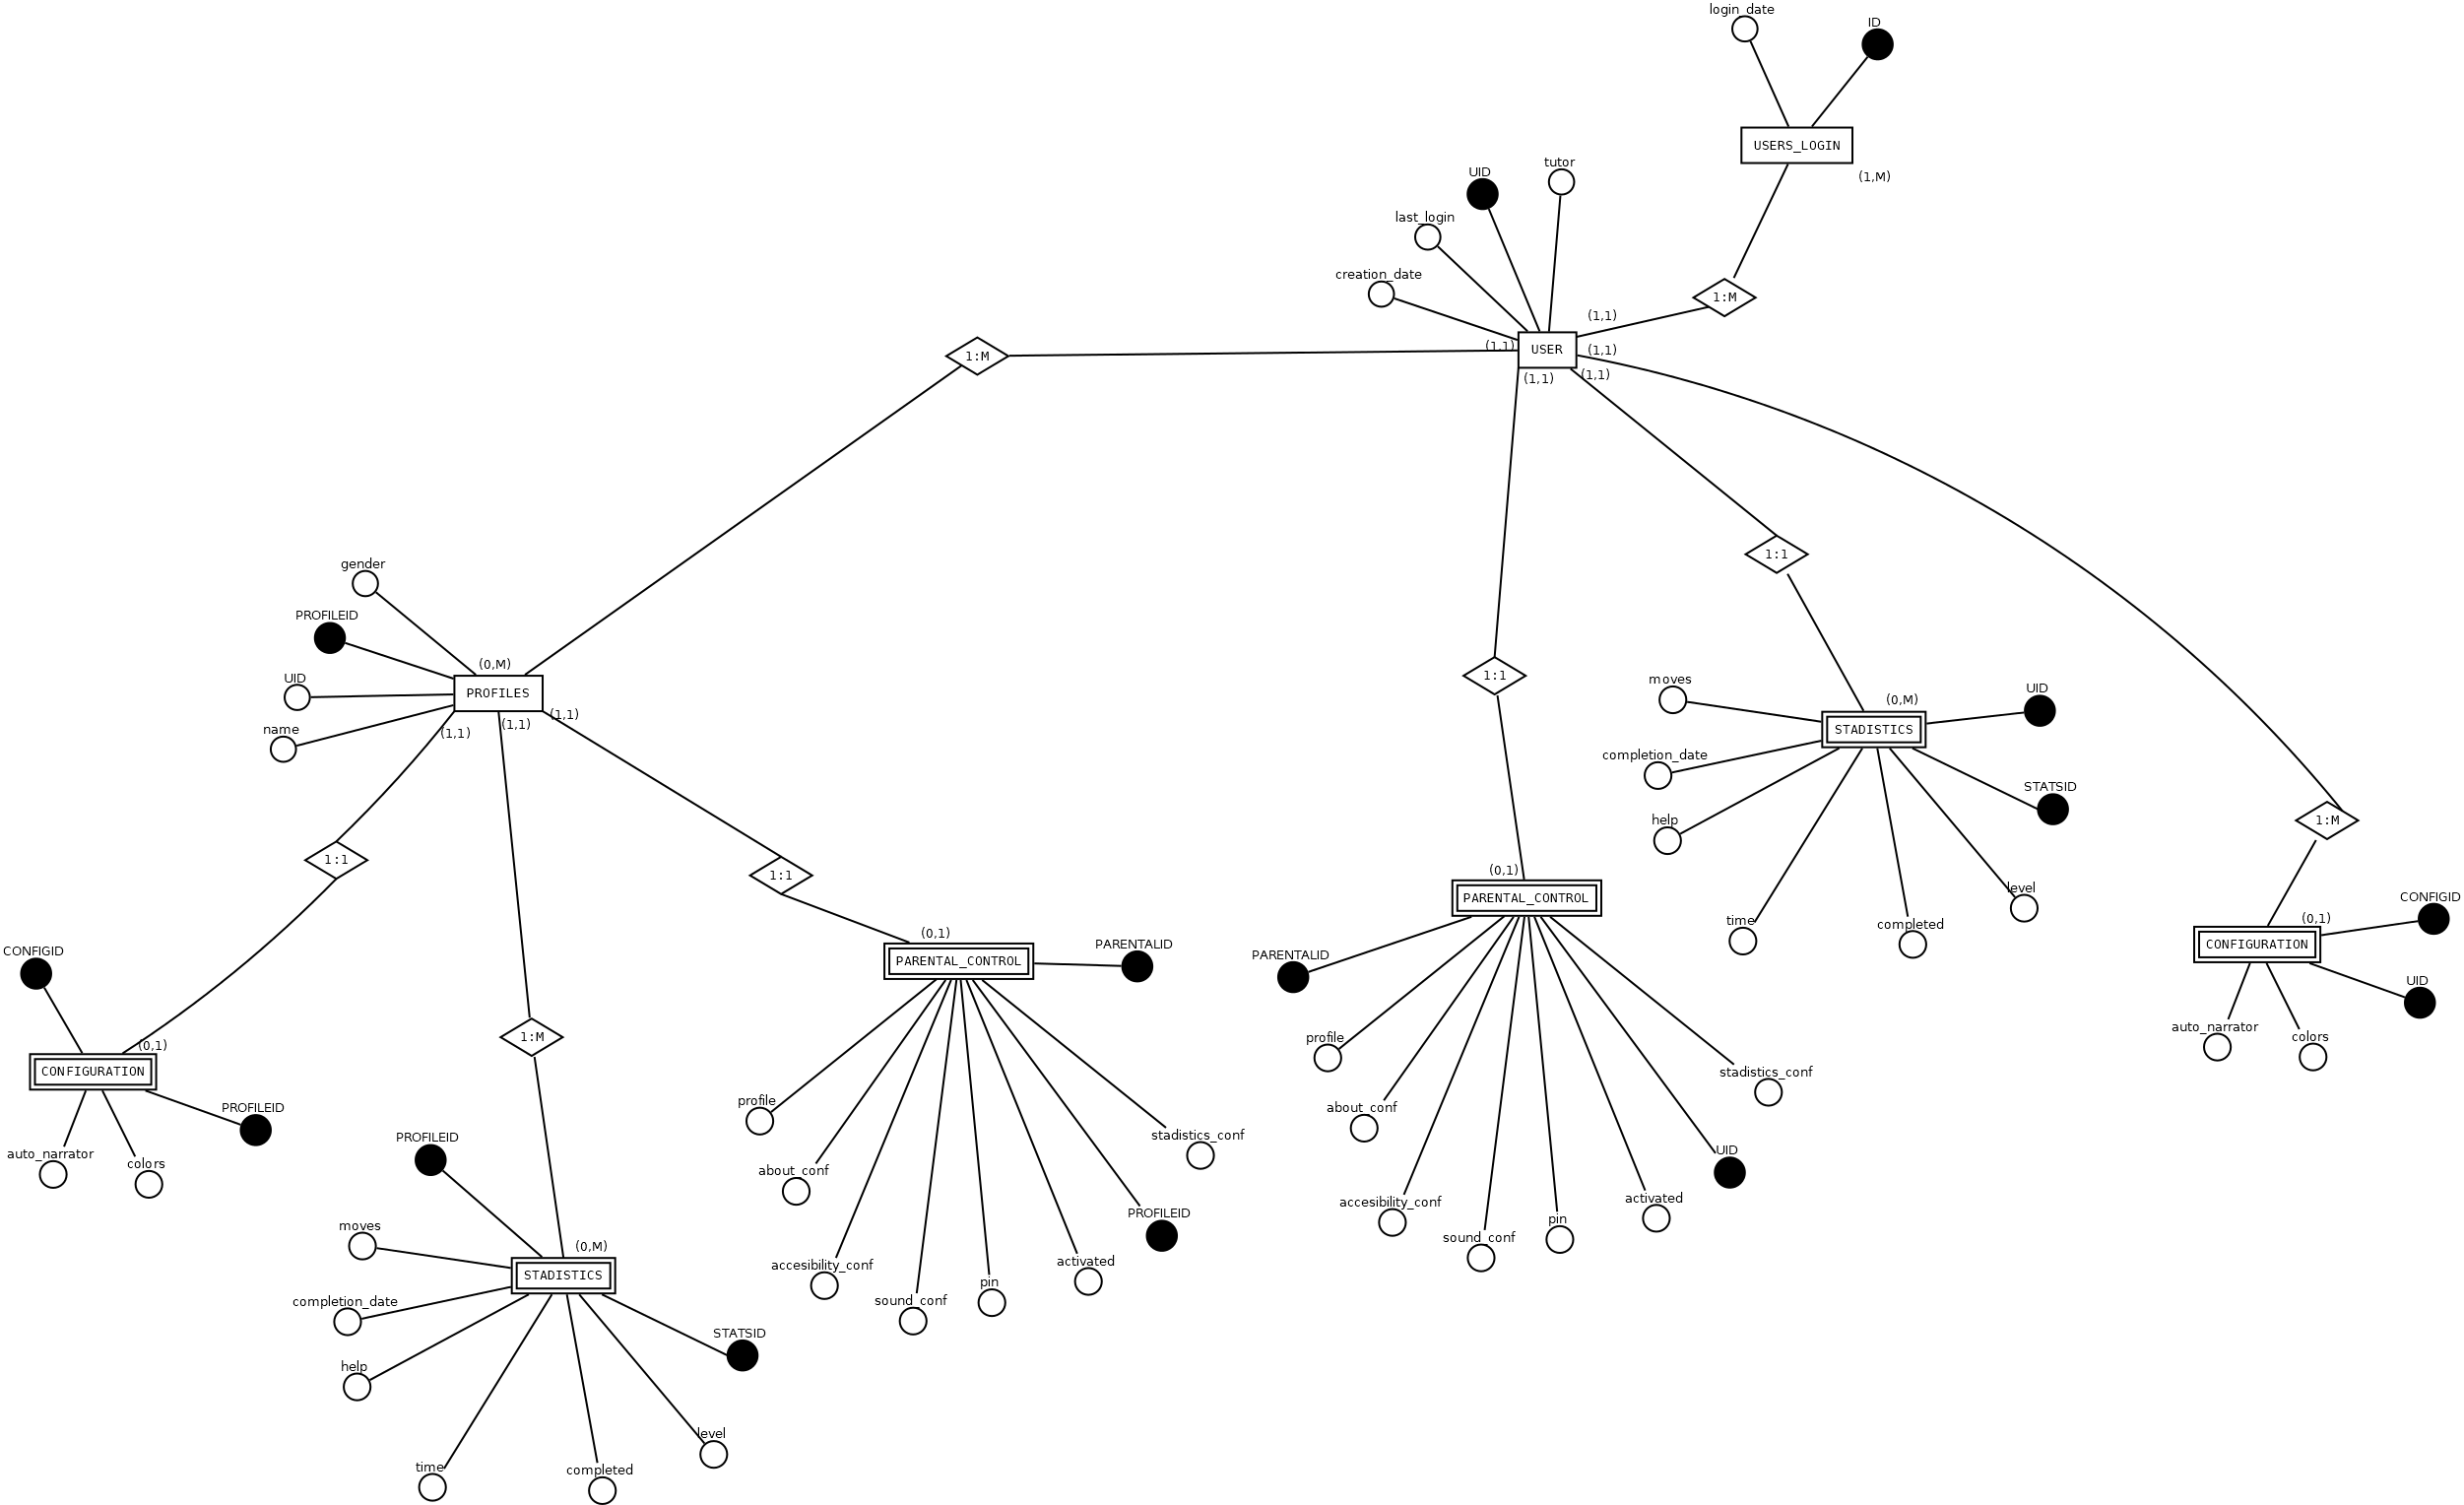 login_date
ID
USERS_LOGIN
(1,M)
tutor
UID
last_login
creation_date
1:M
(1,1)
USER
(1,1)
(1,1)
(1,1)
(1,1)
1:M
1:1
gender
PROFILEID
UID
name
(0,M)
PROFILES
(1,1)
(1,1)
(1,1)
1:1
moves
completion_date
help
time
completed
level
STATSID
UID
(0,M)
STADISTICS
1:M
1:1
1:1
(0,1)
PARENTAL_CONTROL
PARENTALID
profile
about_conf
accesibility_conf
sound_conf
pin
activated
UID
stadistics_conf
(0,1)
CONFIGURATION
CONFIGID
UID
auto_narrator
colors
(0,1)
PARENTAL_CONTROL
PARENTALID
profile
about_conf
accesibility_conf
sound_conf
pin
activated
PROFILEID
stadistics_conf
CONFIGID
(0,1)
CONFIGURATION
PROFILEID
auto_narrator
colors
1:M
PROFILEID
moves
completion_date
help
time
completed
level
STATSID
(0,M)
STADISTICS